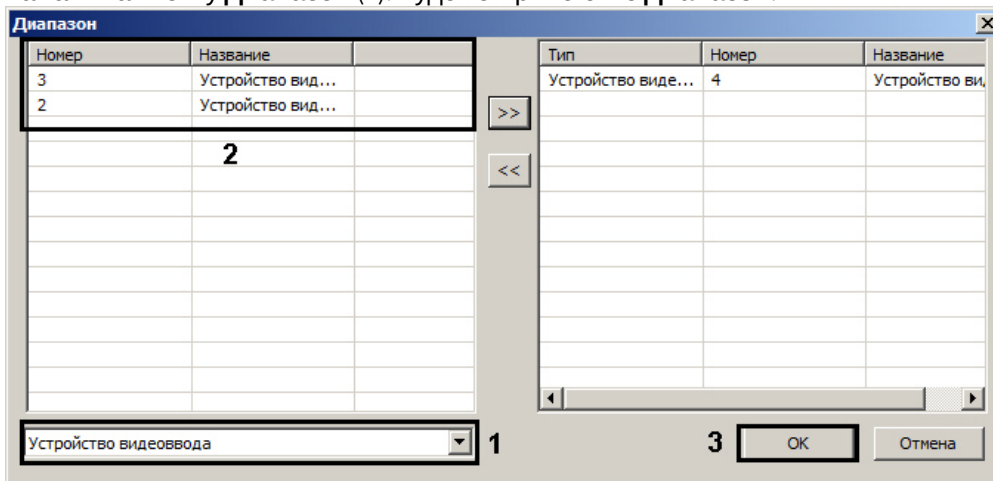 Диапазон
Номер Название
3 Устройство вид...
2 Устройство вид...
2
>>
<<
Тип Номер Название
Устройство виде... 4 Устройство ви
Устройство видеоввода
1
3 OK Отмена